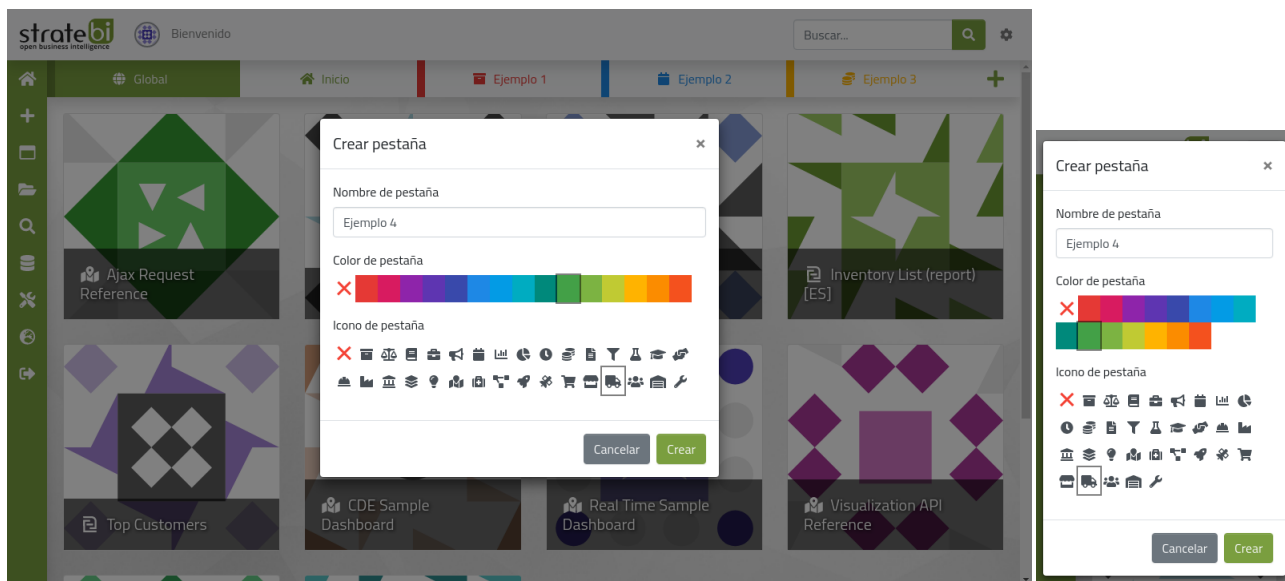 stratebi
open business intelligence
Bienvenido
Buscar...
Global
Inicio
Ejemplo 1
Ejemplo 2
Ejemplo 3
Crear pestaña
×
Nombre de pestaña
Ejemplo 4
Color de pestaña
Icono de pestaña
Cancelar
Crear
Ajax Request
Reference
Inventory List (report)
[ES]
Top Customers
CDE Sample
Dashboard
Real Time Sample
Dashboard
Visualization API
Reference
Crear pestaña
×
Nombre de pestaña
Ejemplo 4
Color de pestaña
Icono de pestaña
Cancelar
Crear